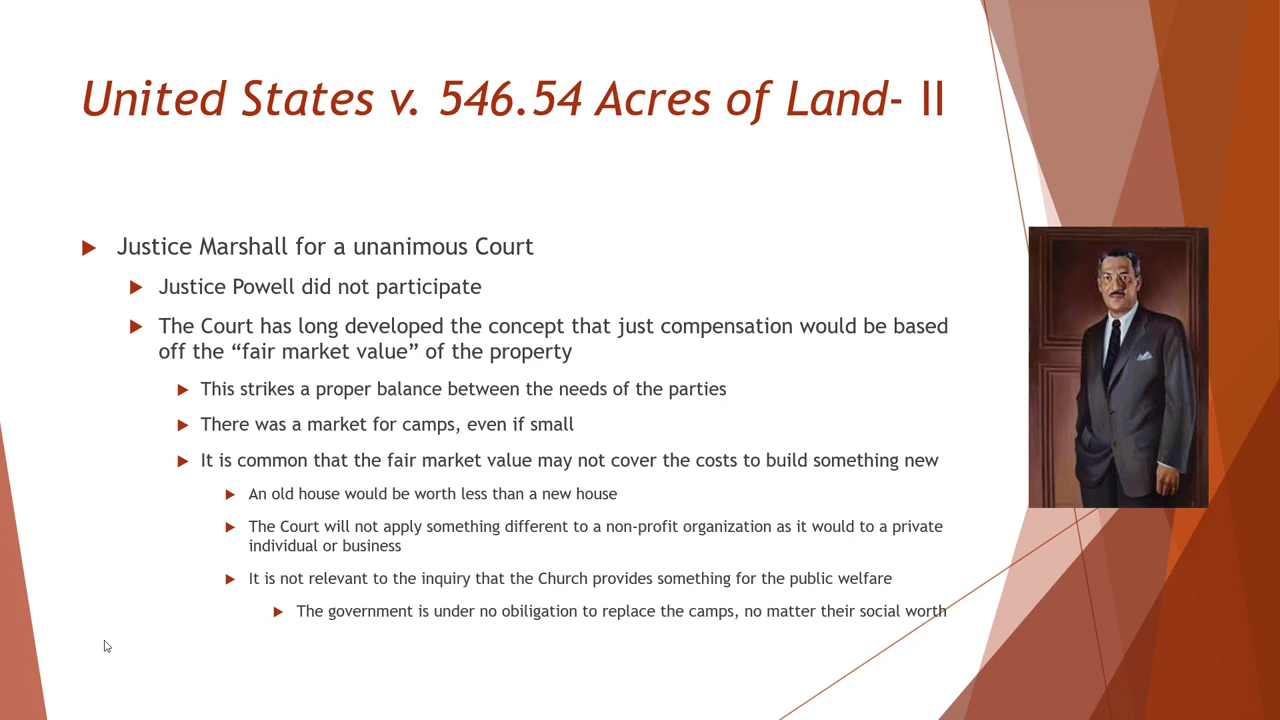 United States v. 546.54 Acres of Land- II
Justice Marshall for a unanimous Court
Justice Powell did not participate
The Court has long developed the concept that just compensation would be based
off the “fair market value” of the property
This strikes a proper balance between the needs of the parties
There was a market for camps, even if small
It is common that the fair market value may not cover the costs to build something new
An old house would be worth less than a new house
The Court will not apply something different to a non-profit organization as it would to a private
individual or business
It is not relevant to the inquiry that the Church provides something for the public welfare
The government is under no obiligation to replace the camps, no matter their social worth